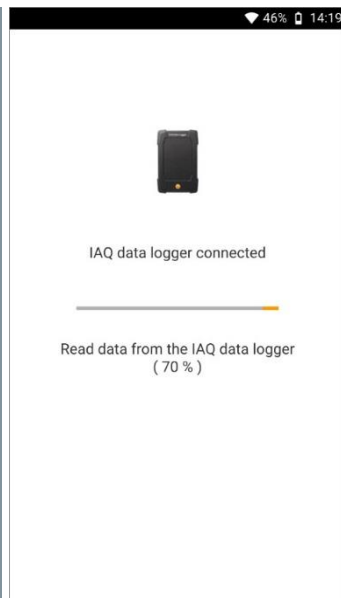 46% 14:19
IAQ data logger connected
Read data from the IAQ data logger
( 70 % )